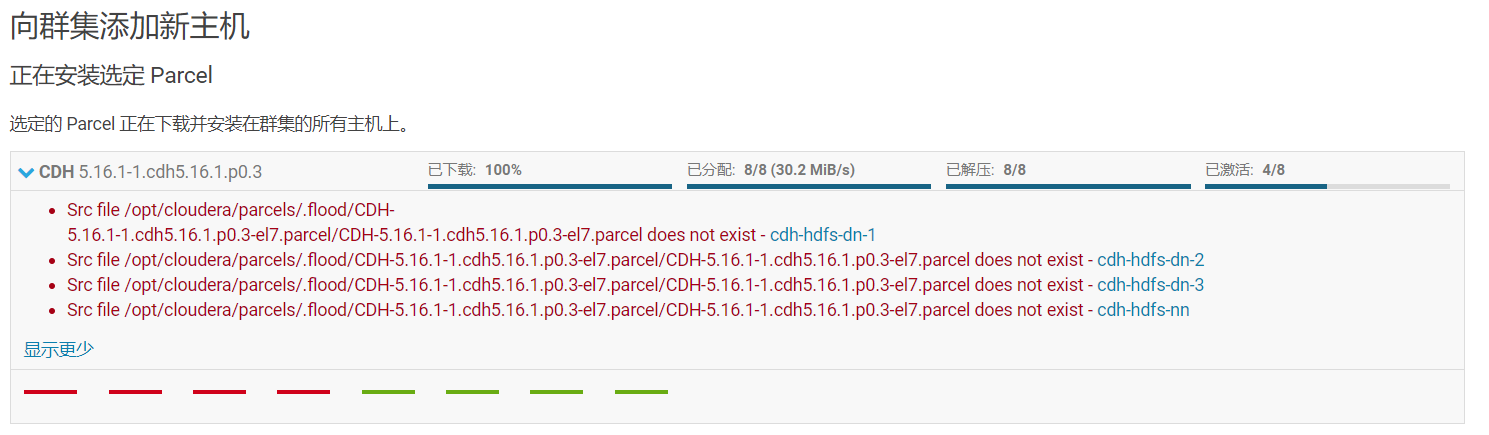 向群集添加新主机
正在安装选定 Parcel
选定的 Parcel 正在下载并安装在群集的所有主机上。
CDH 5.16.1-1.cdh5.16.1.p0.3 已下载: 100% 已分配: 8/8 (30.2 MiB/s) 已解压: 8/8 已激活: 4/8
Src file /opt/cloudera/parcels/.flood/CDH-
5.16.1-1.cdh5.16.1.p0.3-el7.parcel/CDH-5.16.1-1.cdh5.16.1.p0.3-el7.parcel does not exist - cdh-hdfs-dn-1
Src file /opt/cloudera/parcels/.flood/CDH-5.16.1-1.cdh5.16.1.p0.3-el7.parcel/CDH-5.16.1-1.cdh5.16.1.p0.3-el7.parcel does not exist - cdh-hdfs-dn-2
Src file /opt/cloudera/parcels/.flood/CDH-5.16.1-1.cdh5.16.1.p0.3-el7.parcel/CDH-5.16.1-1.cdh5.16.1.p0.3-el7.parcel does not exist - cdh-hdfs-dn-3
Src file /opt/cloudera/parcels/.flood/CDH-5.16.1-1.cdh5.16.1.p0.3-el7.parcel/CDH-5.16.1-1.cdh5.16.1.p0.3-el7.parcel does not exist - cdh-hdfs-nn
显示更少